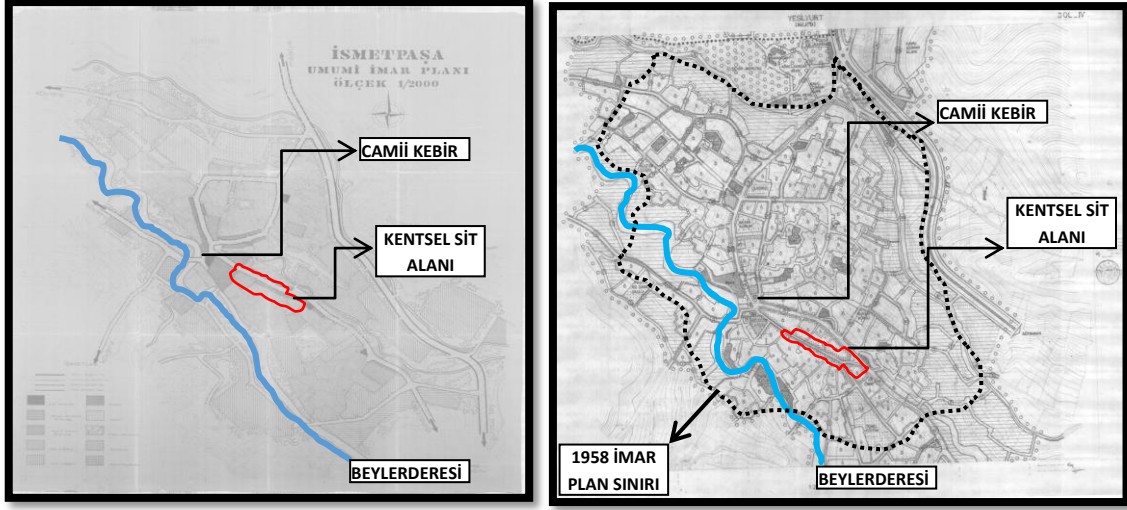 İSMETPAŞA
UMUMİ İMAR PLANI
ÖLÇEK 1/2000
CAMİİ KEBİR
KENTSEL SİT
ALANI
BEYLERDERESİ
YEŞİLYURT
CAMİİ KEBİR
KENTSEL SİT
ALANI
1958 İMAR
PLAN SINIRI
BEYLERDERESİ